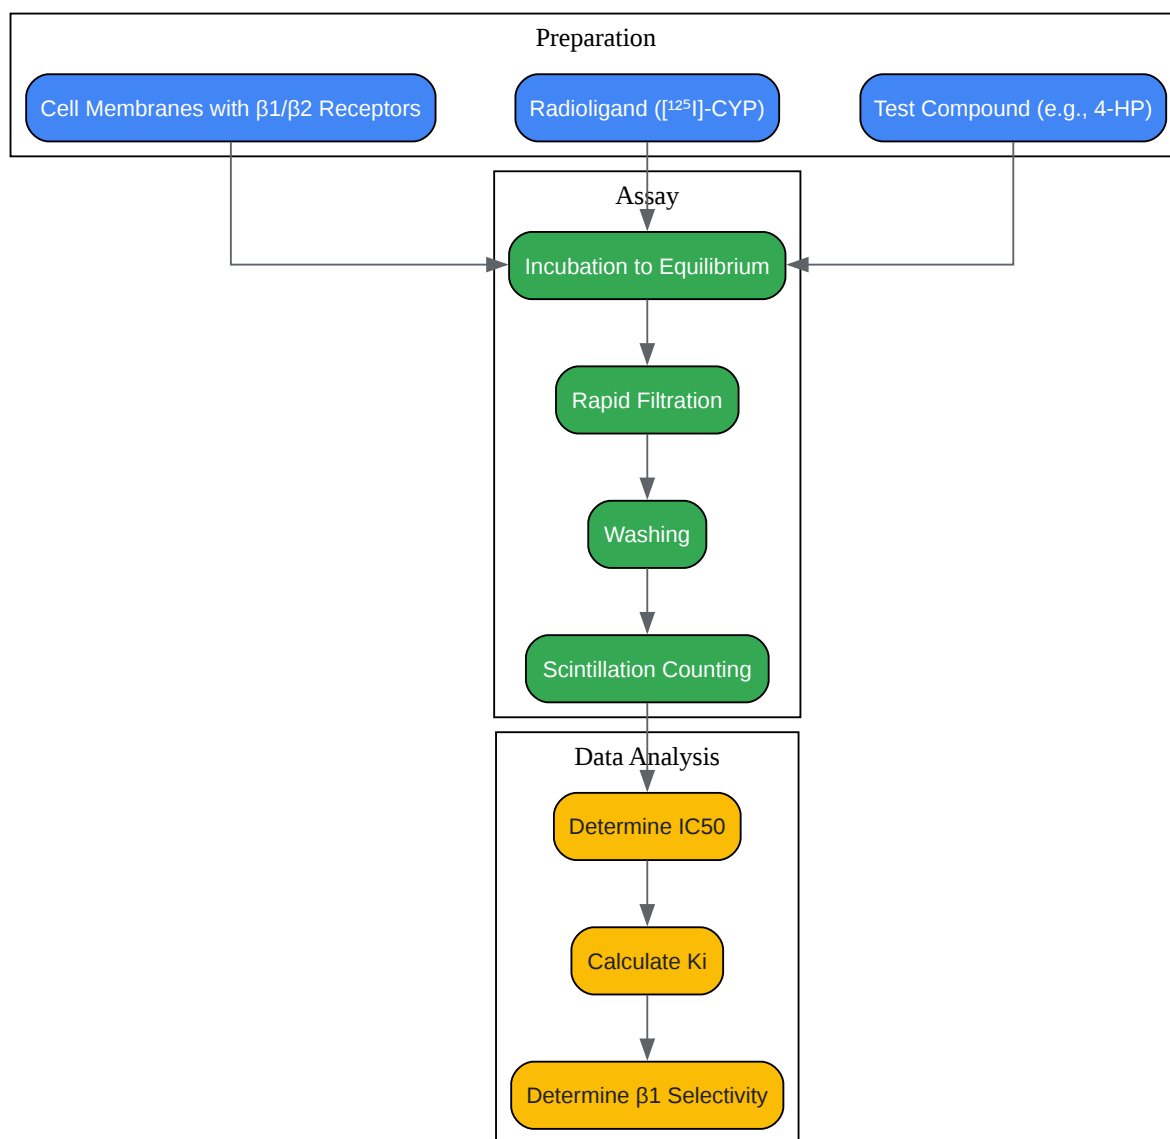 Preparation
Cell Membranes with β1/β2 Receptors
Radioligand ([¹²⁵I]-CYP)
Test Compound (e.g., 4-HP)
Assay
Incubation to Equilibrium
Rapid Filtration
Washing
Scintillation Counting
Data Analysis
Determine IC50
Calculate Ki
Determine β1 Selectivity